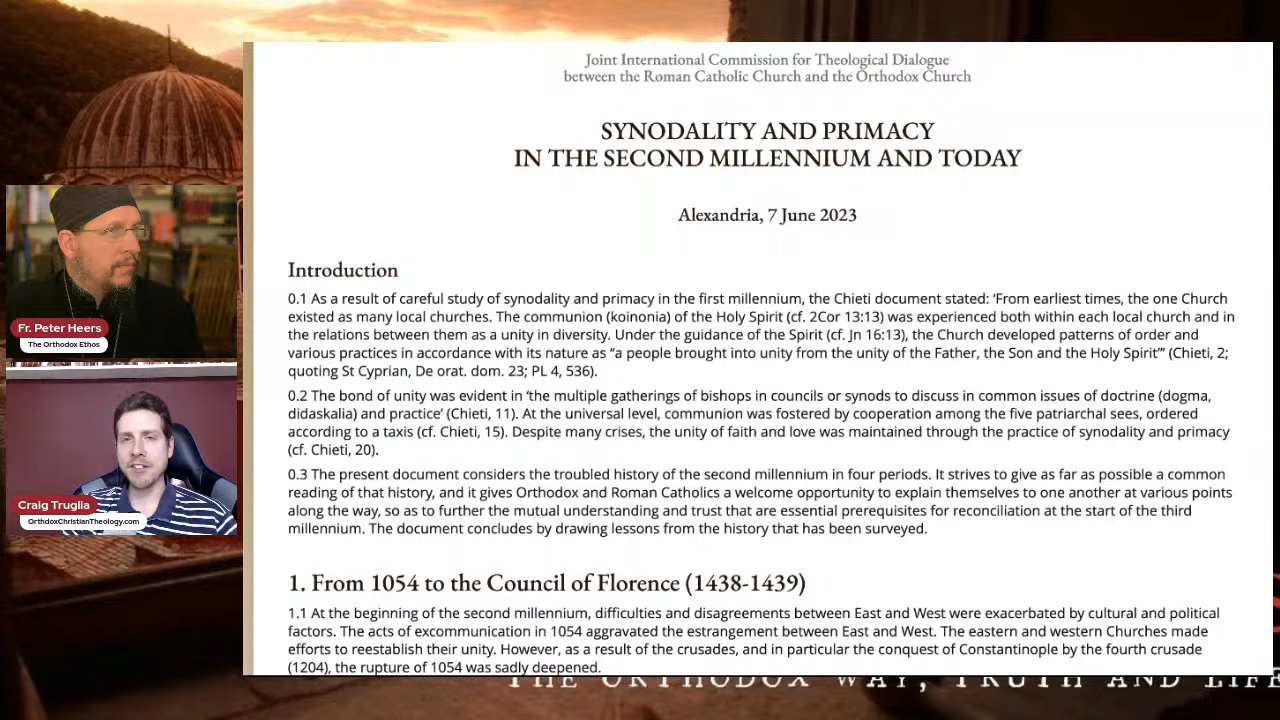 Joint International Commission for Theological Dialogue
between the Roman Catholic Church and the Orthodox Church
SYNODALITY AND PRIMACY
IN THE SECOND MILLENNIUM AND TODAY
Alexandria, 7 June 2023
Introduction
0.1 As a result of careful study of synodality and primacy in the first millennium, the Chieti document stated: ‘From earliest times, the one Church
existed as many local churches. The communion (koinonia) of the Holy Spirit (cf. 2Cor 13:13) was experienced both within each local church and in
the relations between them as a unity in diversity. Under the guidance of the Spirit (cf. Jn 16:13), the Church developed patterns of order and
various practices in accordance with its nature as “a people brought into unity from the unity of the Father, the Son and the Holy Spirit”’ (Chieti, 2;
quoting St Cyprian, De orat. dom. 23; PL 4, 536).
0.2 The bond of unity was evident in ‘the multiple gatherings of bishops in councils or synods to discuss in common issues of doctrine (dogma,
didaskalia) and practice’ (Chieti, 11). At the universal level, communion was fostered by cooperation among the five patriarchal sees, ordered
according to a taxis (cf. Chieti, 15). Despite many crises, the unity of faith and love was maintained through the practice of synodality and primacy
(cf. Chieti, 20).
0.3 The present document considers the troubled history of the second millennium in four periods. It strives to give as far as possible a common
reading of that history, and it gives Orthodox and Roman Catholics a welcome opportunity to explain themselves to one another at various points
along the way, so as to further the mutual understanding and trust that are essential prerequisites for reconciliation at the start of the third
millennium. The document concludes by drawing lessons from the history that has been surveyed.
1. From 1054 to the Council of Florence (1438-1439)
1.1 At the beginning of the second millennium, difficulties and disagreements between East and West were exacerbated by cultural and political
factors. The acts of excommunication in 1054 aggravated the estrangement between East and West. The eastern and western Churches made
efforts to reestablish their unity. However, as a result of the crusades, and in particular the conquest of Constantinople by the fourth crusade
(1204), the rupture of 1054 was sadly deepened.
Fr. Peter Heers
The Orthodox Ethos
Craig Truglia
OrthodoxChristianTheology.com
THE ORTHODOX WAY, TRUTH AND LIFE